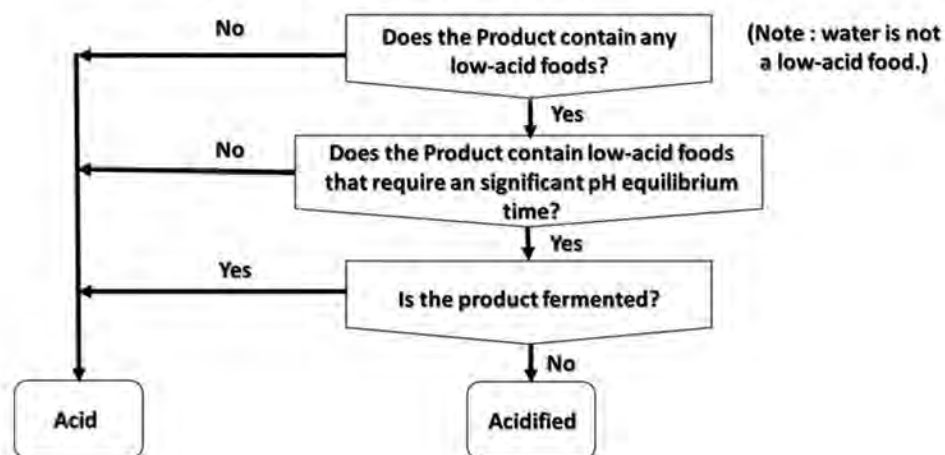 No
Does the Product contain any
low-acid foods?
(Note : water is not
a low-acid food.)
Yes
No
Does the Product contain low-acid foods
that require an significant pH equilibrium
time?
Yes
Yes
Is the product fermented?
No
Acid
Acidified